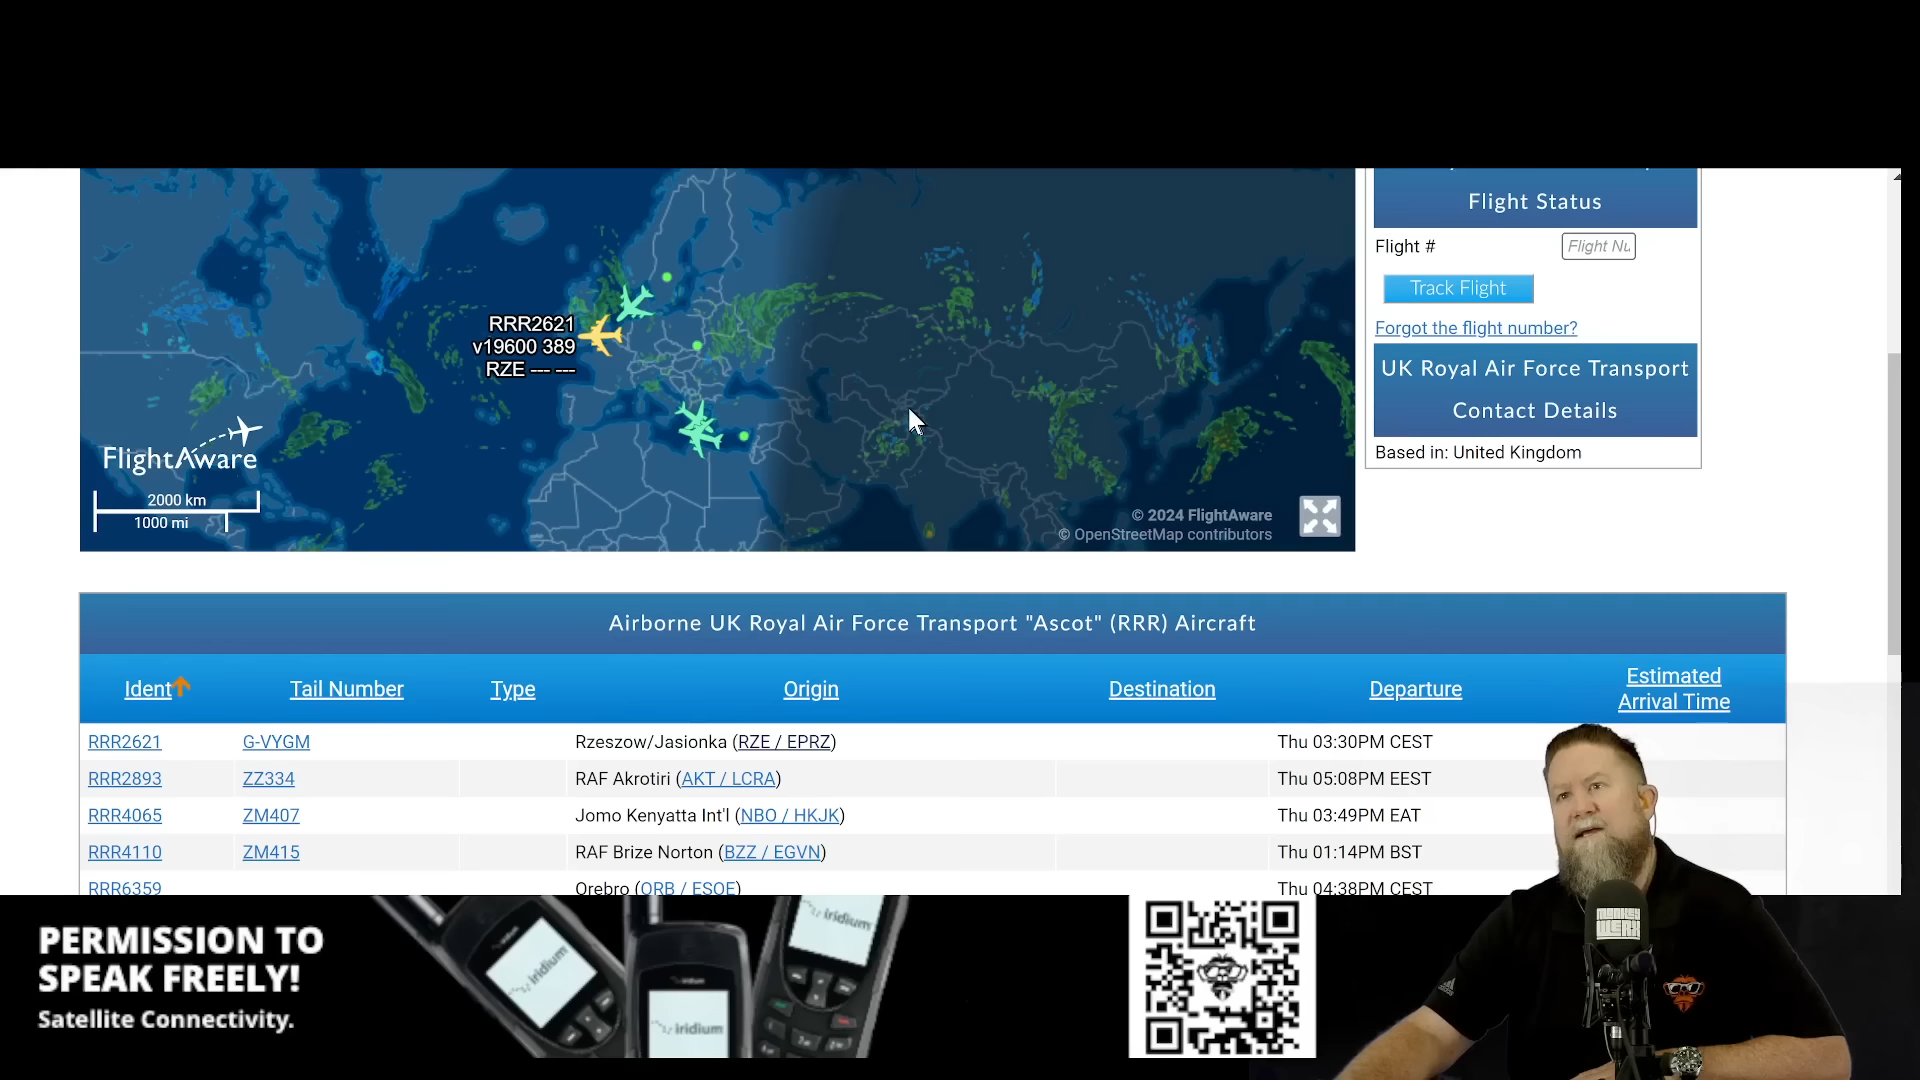 Flight Status
Flight #
Flight Nu
Track Flight
Forgot the flight number?
UK Royal Air Force Transport
Contact Details
Based in: United Kingdom
RRR2621
v19600 389
RZE --- ---
FlightAware
2000 km
1000 mi
© 2024 FlightAware
© OpenStreetMap contributors
Airborne UK Royal Air Force Transport "Ascot" (RRR) Aircraft
Ident Tail Number Type Origin Destination Departure Estimated Arrival Time
RRR2621 G-VYGM Rzeszow/Jasionka (RZE / EPRZ) Thu 03:30PM CEST
RRR2893 ZZ334 RAF Akrotiri (AKT / LCRA) Thu 05:08PM EEST
RRR4065 ZM407 Jomo Kenyatta Int'l (NBO / HKJK) Thu 03:49PM EAT
RRR4110 ZM415 RAF Brize Norton (BZZ / EGVN) Thu 01:14PM BST
RRR6359 Orebro (ORB / ESOE) Thu 04:38PM CEST
PERMISSION TO
SPEAK FREELY!
Satellite Connectivity.
iridium
iridium
iridium